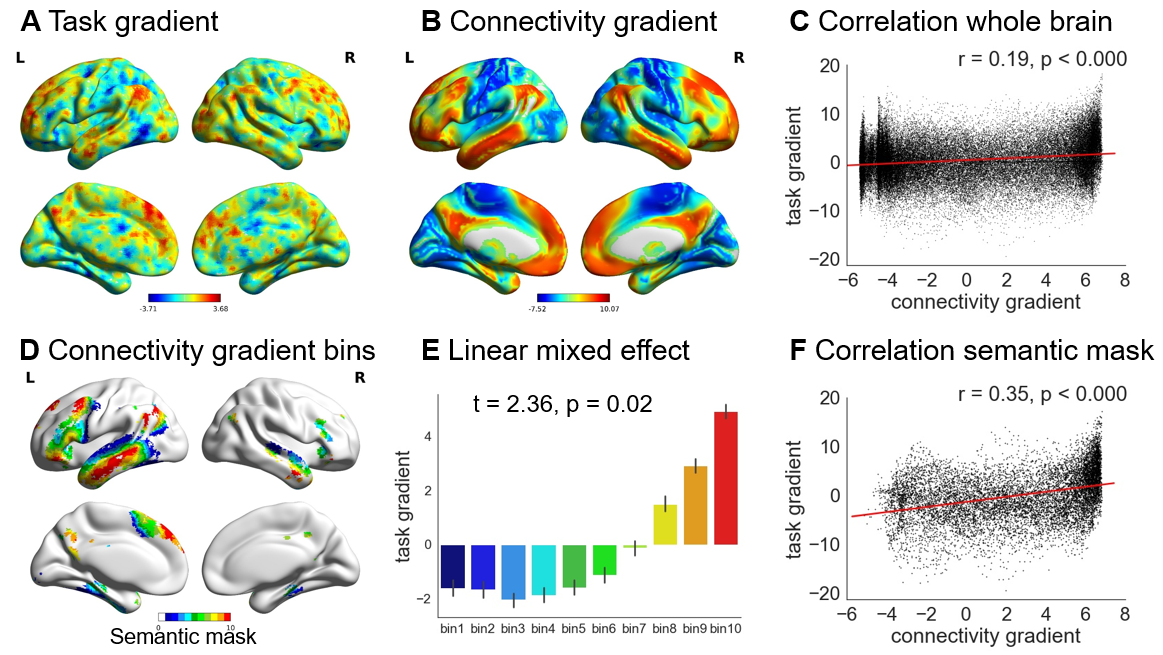 A Task gradient
L
R
-3.71
3.68
B Connectivity gradient
L
R
-7.52
10.07
C Correlation whole brain
r = 0.19, p < 0.000
20
10
0
−10
−20
task gradient
−6 −4 −2 0 2 4 6 8
connectivity gradient
D Connectivity gradient bins
L
R
0
10
Semantic mask
E Linear mixed effect
t = 2.36, p = 0.02
4
2
0
−2
task gradient
bin1 bin2 bin3 bin4 bin5 bin6 bin7 bin8 bin9 bin10
F Correlation semantic mask
r = 0.35, p < 0.000
20
10
0
−10
−20
task gradient
−6 −4 −2 0 2 4 6 8
connectivity gradient